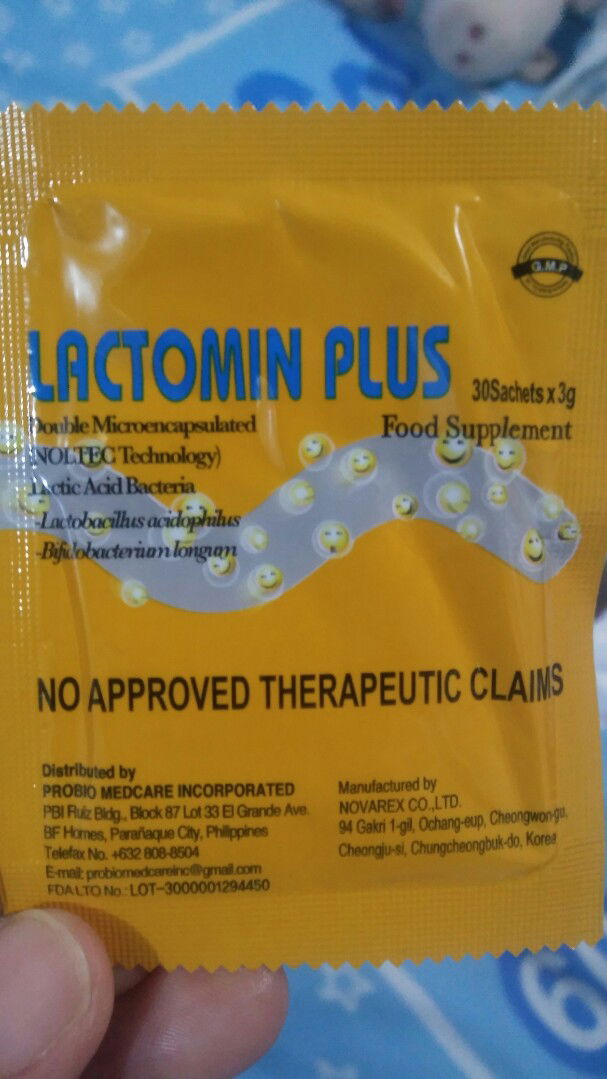 G.M.P
LACTOMIN PLUS
30Sachets x 3g
Double Microencapsulated
Food Supplement
(NOLTEC Technology)
Lactic Acid Bacteria
-Lactobacillus acidophilus
-Bifidobacterium longum
NO APPROVED THERAPEUTIC CLAIMS
Distributed by
PROBIO MEDCARE INCORPORATED
PBI Ruiz Bldg., Block 87 Lot 33 El Grande Ave.
BF Homes, Parañaque City, Philippines
Telefax No. +632 808-8504
E-mail: probiomedcareinc@gmail.com
FDA LTO No.: LOT-3000001294450
Manufactured by
NOVAREX CO.,LTD.
94 Gakri 1-gil, Ochang-eup, Cheongwon-gu,
Cheongju-si, Chungcheongbuk-do, Korea